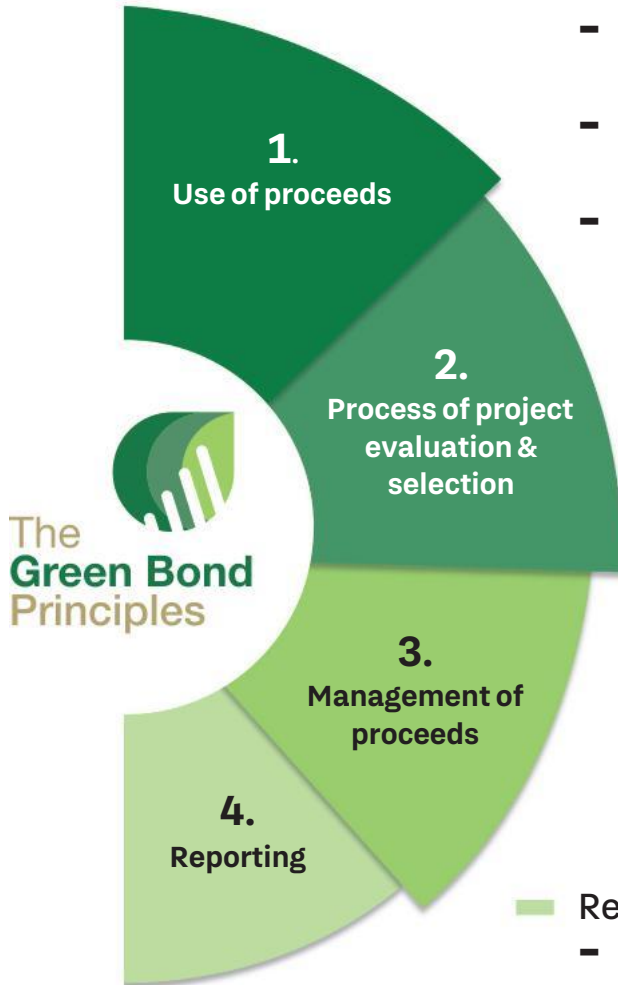 -
-
-
1.
Use of proceeds
2.
Process of project
evaluation &
selection
The
Green Bond
Principles
3.
Management of
proceeds
4.
Reporting
Re
-